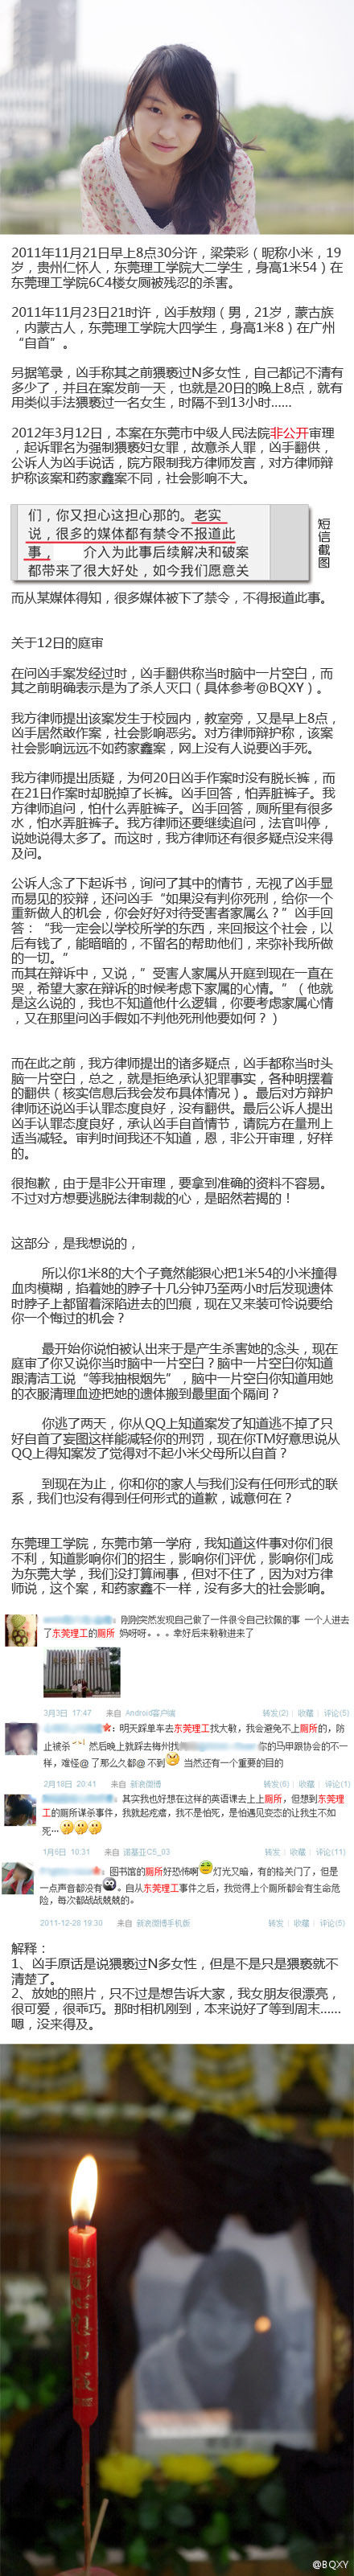 2011年11月21日早上8点30分许，梁荣彩（昵称小米，19
岁，贵州仁怀人，东莞理工学院大二学生，身高1米54）在
东莞理工学院6C4楼女厕被残忍的杀害。
2011年11月23日21时许，凶手敖翔（男，21岁，蒙古族
，内蒙古人，东莞理工学院大四学生，身高1米8）在广州
“自首”。
另据笔录，凶手称其之前猥亵过N多女性，自己都记不清有
多少了，并且在案发前一天，也就是20日的晚上8点，就有
用类似手法猥亵过一名女生，时隔不到13小时......
2012年3月12日，本案在东莞市中级人民法院非公开审理
，起诉罪名为强制猥亵妇女罪，故意杀人罪，凶手翻供，
公诉人为凶手说话，院方限制我方律师发言，对方律师辩
护称该案和药家鑫案不同，社会影响不大。
们，你又担心这担心那的。老实
说，很多的媒体都有禁令不报道此
事，　　介入为此事后续解决和破案
都带来了很大好处，如今我们愿意关
短信截图
而从某媒体得知，很多媒体被下了禁令，不得报道此事。
关于12日的庭审
在问凶手案发经过时，凶手翻供称当时脑中一片空白，而
其之前明确表示是为了杀人灭口（具体参考@BQXY）。
我方律师提出该案发生于校园内，教室旁，又是早上8点，
凶手居然敢作案，社会影响恶劣。对方律师辩护称，该案
社会影响远远不如药家鑫案，网上没有人说要凶手死。
我方律师提出质疑，为何20日凶手作案时没有脱长裤，而
在21日作案时却脱掉了长裤。凶手回答，怕弄脏裤子。我
方律师追问，怕什么弄脏裤子。凶手回答，厕所里有很多
水，怕水弄脏裤子。我方律师还要继续追问，法官叫停，
说她说得太多了。而这时，我方律师还有很多疑点没来得
及问。
公诉人念了下起诉书，询问了其中的情节，无视了凶手显
而易见的狡辩，还问凶手“如果没有判你死刑，给你一个
重新做人的机会，你会好好对待受害者家属么？”凶手回
答：“我一定会以学校所学的东西，来回报这个社会，以
后有钱了，能暗暗的，不留名的帮助他们，来弥补我所做
的一切。”
而其在辩诉中，又说，”受害人家属从开庭到现在一直在
哭，希望大家在辩诉的时候考虑下家属的心情。”（他就
是这么说的，我也不知道他什么逻辑，你要考虑家属心情
，又在那里问凶手假如不判他死刑他要如何？）
而在此之前，我方律师提出的诸多疑点，凶手都称当时头
脑一片空白，总之，就是拒绝承认犯罪事实，各种明摆着
的翻供（核实信息后我会发布具体情况）。最后对方辩护
律师还说凶手认罪态度良好，没有翻供。最后公诉人提出
凶手认罪态度良好，承认凶手自首情节，请院方在量刑上
适当减轻。审判时间我还不知道，恩，非公开审理，好样
的。
很抱歉，由于是非公开审理，要拿到准确的资料不容易。
不过对方想要逃脱法律制裁的心，是昭然若揭的！
这部分，是我想说的，
所以你1米8的大个子竟然能狠心把1米54的小米撞得
血肉模糊，掐着她的脖子十几分钟乃至两小时后发现遗体
时脖子上都留着深陷进去的凹痕，现在又来装可怜说要给
你一个悔过的机会？
最开始你说怕被认出来于是产生杀害她的念头，现在
庭审了你又说你当时脑中一片空白？脑中一片空白你知道
跟清洁工说“等我抽根烟先”，脑中一片空白你知道用她
的衣服清理血迹把她的遗体搬到最里面个隔间？
你逃了两天，你从QQ上知道案发了知道逃不掉了只
好自首了妄图这样能减轻你的刑罚，现在你TM好意思说从
QQ上得知案发了觉得对不起小米父母所以自首？
到现在为止，你和你的家人与我们没有任何形式的联
系，我们也没有得到任何形式的道歉，诚意何在？
东莞理工学院，东莞市第一学府，我知道这件事对你们很
不利，知道影响你们的招生，影响你们评优，影响你们成
为东莞大学，我们没打算闹事，但对不住了，因为对方律
师说，这个案，和药家鑫不一样，没有多大的社会影响。
：刚刚突然发现自己做了一件很令自己钦佩的事 一个人进去
了东莞理工的厕所 妈呀呀。。。幸好后来敏敏进来了
3月3日 17:47 来自 Android客户端 转发(2) | 收藏 | 评论(5)
：明天踩单车去东莞理工找大敏，我会避免不上厕所的，防
止被杀 然后晚上就踩去梅州找 你的马甲跟协会的不一
样，难怪@ 了那么久都@ 不到 当然还有一个重要的目的
2月18日 20:41 来自 新浪微博 转发(6) | 收藏 | 评论(1)
：其实我也好想在这样的英语课去上上厕所，但想到东莞理
工的厕所谋杀事件，我就起疙瘩，我不是怕死，是怕遇见变态的让我生不如
死…
1月6日 10:31 来自 诺基亚C5_03 转发 | 收藏 | 评论(11)
：图书馆的厕所好恐怖啊 灯光又暗，有的格关门了，但是
一点声音都没有 。自从东莞理工事件之后，我觉得上个厕所都会有生命危
险，每次都战战兢兢的。
2011-12-28 19:30 来自 新浪微博手机版 转发 | 收藏 | 评论(5)
解释：
1、凶手原话是说猥亵过N多女性，但是不是只是猥亵就不
清楚了。
2、放她的照片，只不过是想告诉大家，我女朋友很漂亮，
很可爱，很乖巧。那时相机刚到，本来说好了等到周末......
嗯，没来得及。
@BQXY